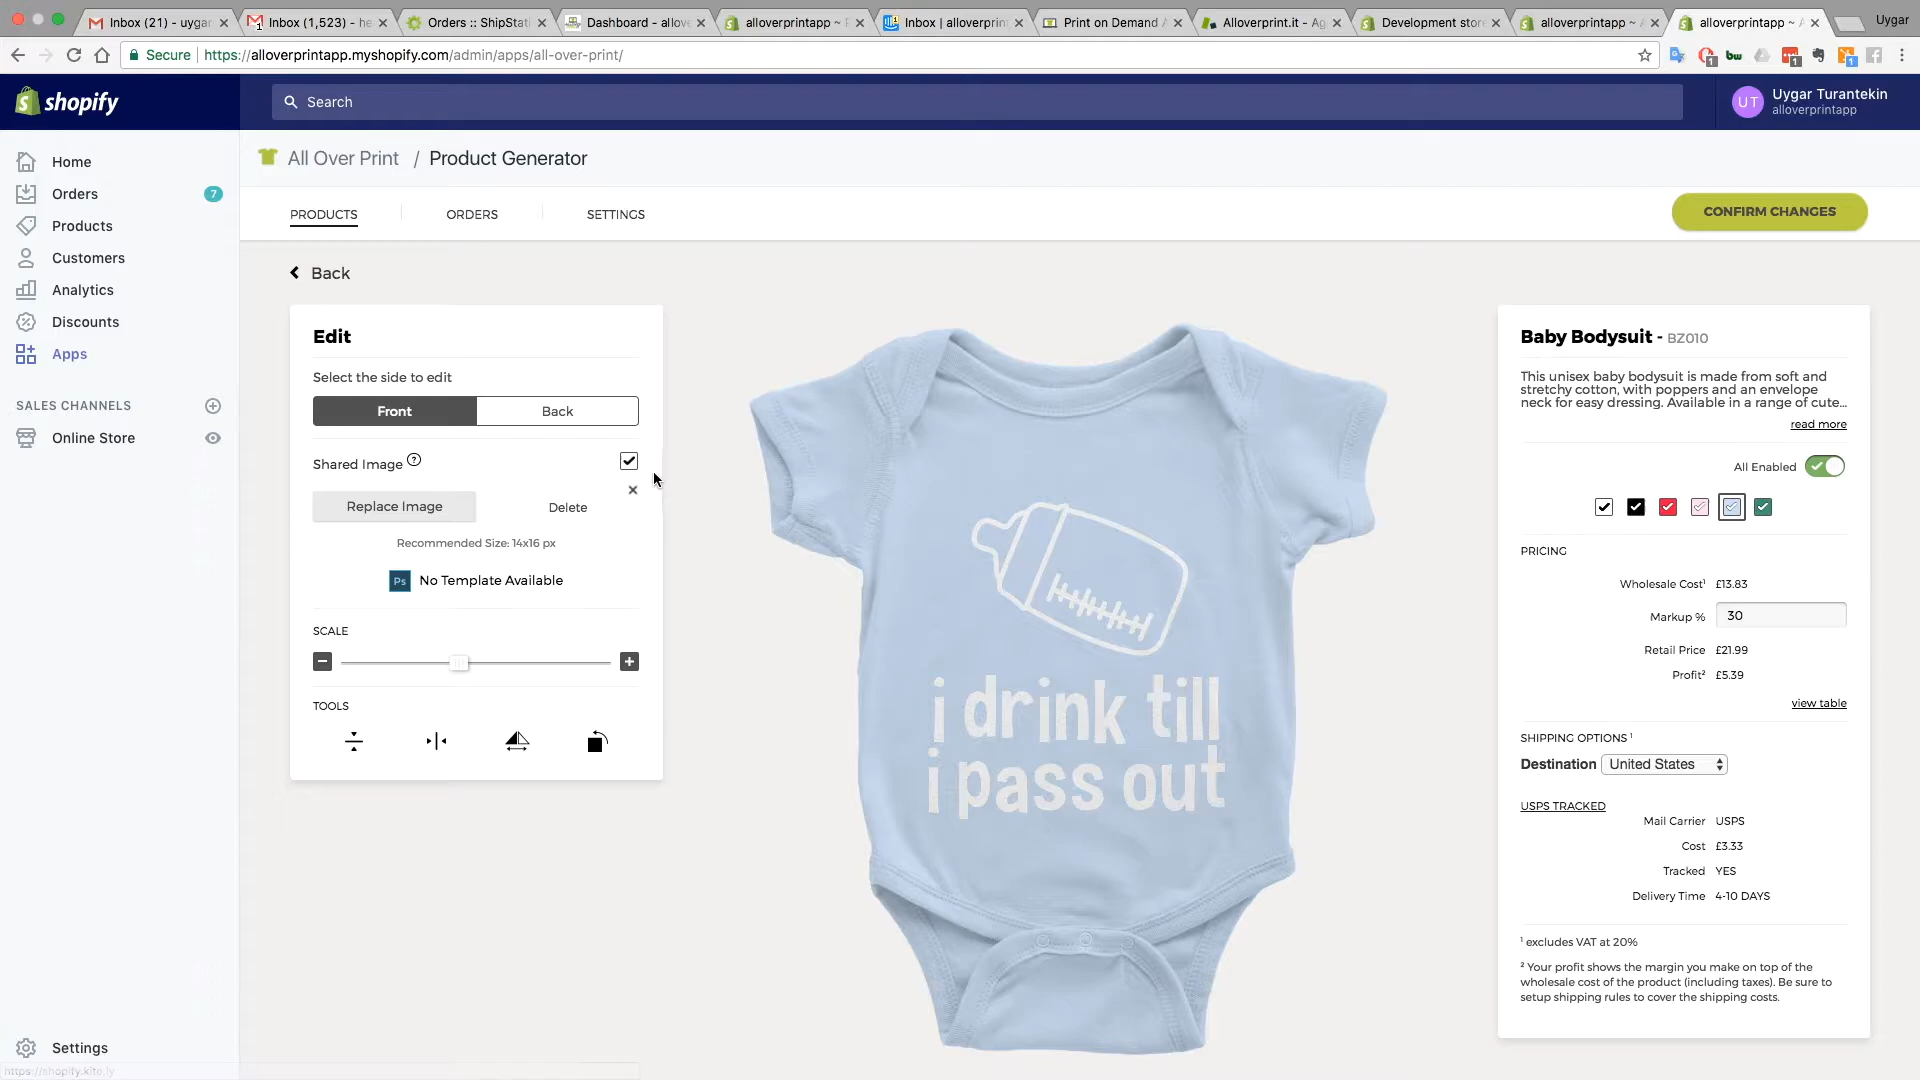 Inbox (21) - uygar
Inbox (1,523) - he
Orders :: ShipStati
Dashboard - allove
alloverprintapp ~ P
Inbox | alloverprin
Print on Demand A
Alloverprint.it - Ag
Development store
alloverprintapp ~ A
alloverprintapp ~ A
Uygar
Secure
https://alloverprintapp.myshopify.com/admin/apps/all-over-print/
shopify
Search
UT
Uygar Turantekin
alloverprintapp
Home
Orders
7
Products
Customers
Analytics
Discounts
Apps
SALES CHANNELS
Online Store
Settings
https://shopify.kite.ly
All Over Print / Product Generator
PRODUCTS
ORDERS
SETTINGS
CONFIRM CHANGES
Back
Edit
Select the side to edit
Front
Back
Shared Image ?
Replace Image
Delete
Recommended Size: 14x16 px
Ps No Template Available
SCALE
TOOLS
i drink till
i pass out
Baby Bodysuit - BZ010
This unisex baby bodysuit is made from soft and
stretchy cotton, with poppers and an envelope
neck for easy dressing. Available in a range of cute...
read more
All Enabled
PRICING
Wholesale Cost¹ £13.83
Markup % 30
Retail Price £21.99
Profit² £5.39
view table
SHIPPING OPTIONS ¹
Destination United States
USPS TRACKED
Mail Carrier USPS
Cost £3.33
Tracked YES
Delivery Time 4-10 DAYS
¹ excludes VAT at 20%
² Your profit shows the margin you make on top of the
wholesale cost of the product (including taxes). Be sure to
setup shipping rules to cover the shipping costs.